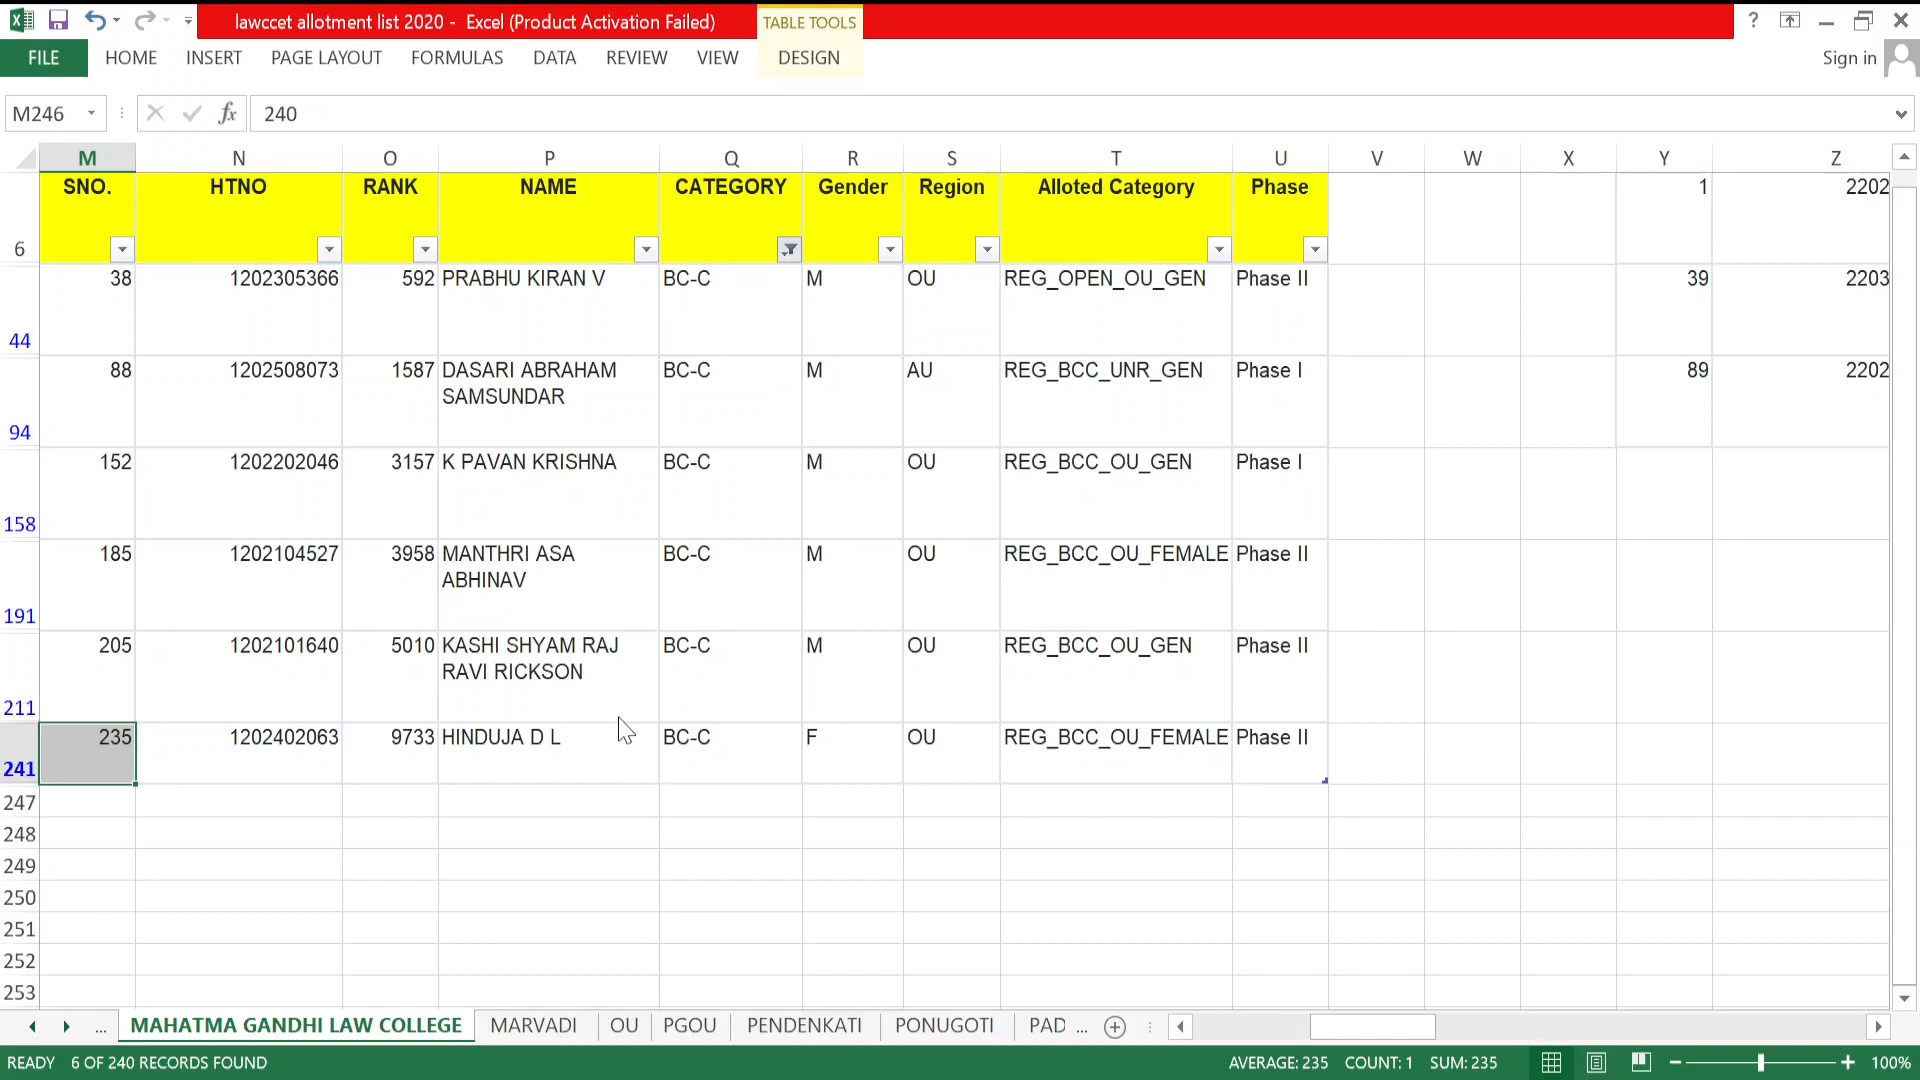 lawccet allotment list 2020 - Excel (Product Activation Failed)
TABLE TOOLS
?
FILE HOME INSERT PAGE LAYOUT FORMULAS DATA REVIEW VIEW DESIGN Sign in
M246 fx 240
M N O P Q R S T U V W X Y Z
SNO. HTNO RANK NAME CATEGORY Gender Region Alloted Category Phase 1 2202
6
38 1202305366 592 PRABHU KIRAN V BC-C M OU REG_OPEN_OU_GEN Phase II 39 2203
44
88 1202508073 1587 DASARI ABRAHAM BC-C M AU REG_BCC_UNR_GEN Phase I 89 2202
SAMSUNDAR
94
152 1202202046 3157 K PAVAN KRISHNA BC-C M OU REG_BCC_OU_GEN Phase I
158
185 1202104527 3958 MANTHRI ASA BC-C M OU REG_BCC_OU_FEMALE Phase II
ABHINAV
191
205 1202101640 5010 KASHI SHYAM RAJ BC-C M OU REG_BCC_OU_GEN Phase II
RAVI RICKSON
211
235 1202402063 9733 HINDUJA D L BC-C F OU REG_BCC_OU_FEMALE Phase II
241
247
248
249
250
251
252
253
... MAHATMA GANDHI LAW COLLEGE MARVADI OU PGOU PENDENKATI PONUGOTI PAD ...
READY 6 OF 240 RECORDS FOUND AVERAGE: 235 COUNT: 1 SUM: 235 100%